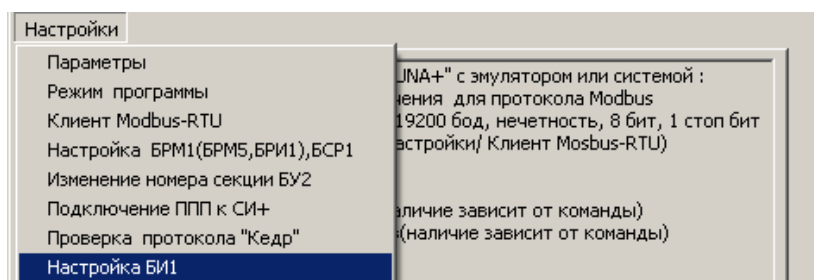 Настройки
Параметры
Режим программы
Клиент Modbus-RTU
Настройка БРМ1(БРМ5,БРИ1),БСР1
Изменение номера секции БУ2
Подключение ППП к СИ+
Проверка протокола "Кедр"
Настройка БИ1
UNA+" с эмулятором или системой :
чения для протокола Modbus
19200 бод, нечетность, 8 бит, 1 стоп бит
астройки/ Клиент Mosbus-RTU)
аличие зависит от команды)
(наличие зависит от команды)